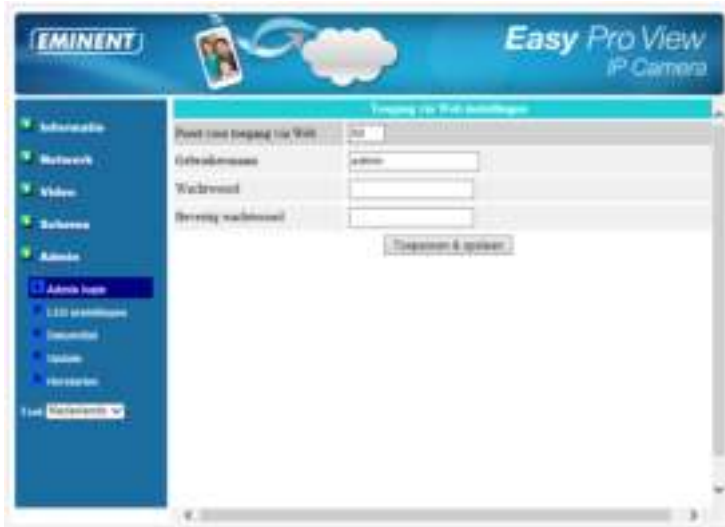 EMINENT
Easy Pro View
IP Camera
Toegang via Web instellingen
Informatie
Netwerk
Video
Schema
Admin
Admin login
LED instellingen
Datum/tijd
Update
Herstarten
Taal Nederlands
Poort voor toegang via Web
Gebruikersnaam
admin
Wachtwoord
Bevestig wachtwoord
Toepassen & opslaan